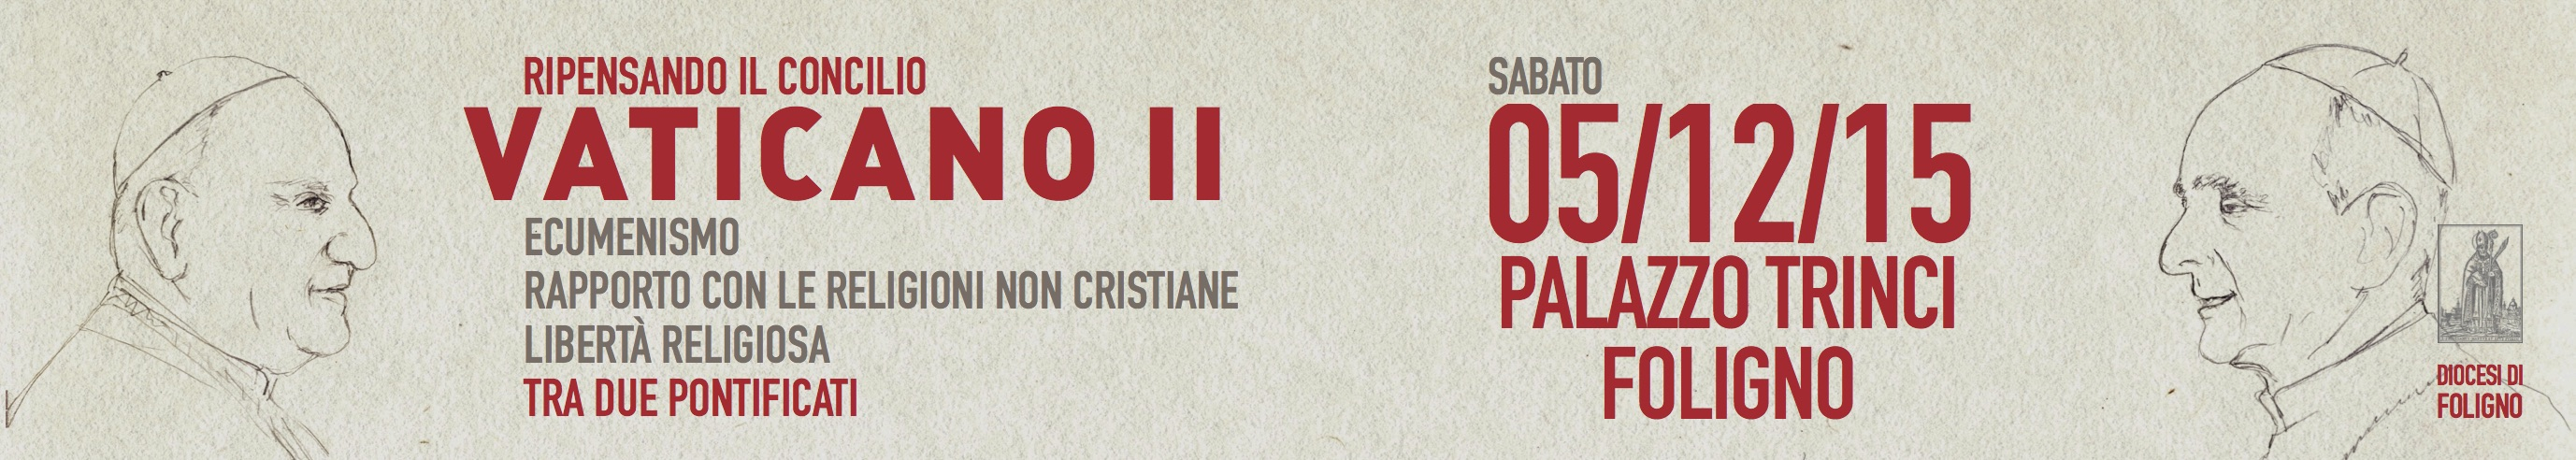 RIPENSANDO IL CONCILIO
VATICANO II
ECUMENISMO
RAPPORTO CON LE RELIGIONI NON CRISTIANE
LIBERTÀ RELIGIOSA
TRA DUE PONTIFICATI
SABATO
05/12/15
PALAZZO TRINCI
FOLIGNO
DIOCESI DI
FOLIGNO